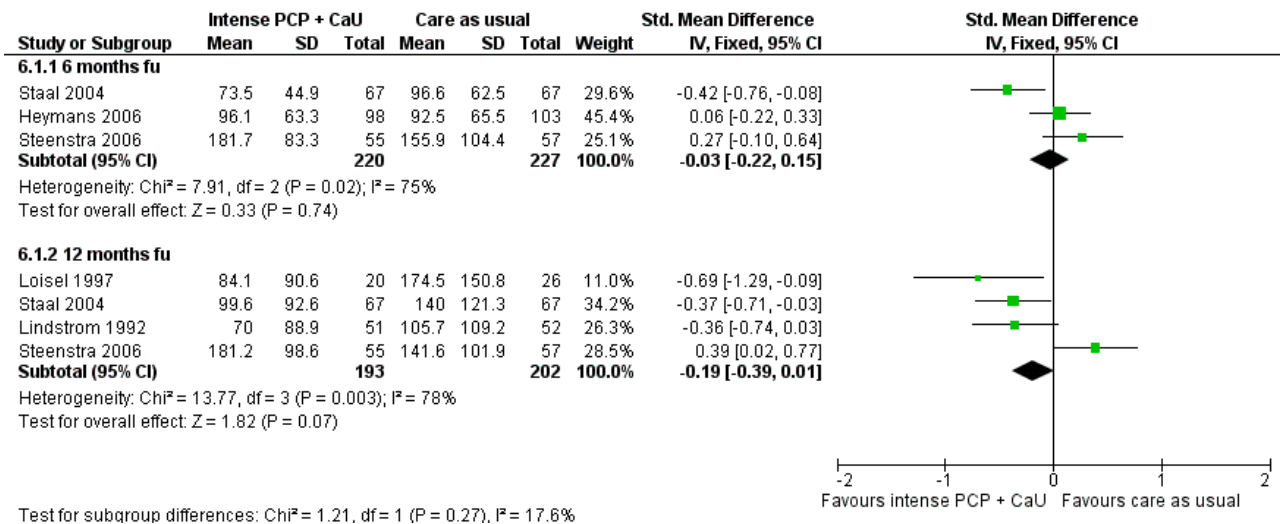 Intense PCP + CaU Care as usual Std. Mean Difference Std. Mean Difference
Study or Subgroup Mean SD Total Mean SD Total Weight IV, Fixed, 95% CI IV, Fixed, 95% CI
6.1.1 6 months fu
Staal 2004 73.5 44.9 67 96.6 62.5 67 29.6% -0.42 [-0.76, -0.08]
Heymans 2006 96.1 63.3 98 92.5 65.5 103 45.4% 0.06 [-0.22, 0.33]
Steenstra 2006 181.7 83.3 55 155.9 104.4 57 25.1% 0.27 [-0.10, 0.64]
Subtotal (95% CI) 220 227 100.0% -0.03 [-0.22, 0.15]
Heterogeneity: Chi² = 7.91, df = 2 (P = 0.02); I² = 75%
Test for overall effect: Z = 0.33 (P = 0.74)
6.1.2 12 months fu
Loisel 1997 84.1 90.6 20 174.5 150.8 26 11.0% -0.69 [-1.29, -0.09]
Staal 2004 99.6 92.6 67 140 121.3 67 34.2% -0.37 [-0.71, -0.03]
Lindstrom 1992 70 88.9 51 105.7 109.2 52 26.3% -0.36 [-0.74, 0.03]
Steenstra 2006 181.2 98.6 55 141.6 101.9 57 28.5% 0.39 [0.02, 0.77]
Subtotal (95% CI) 193 202 100.0% -0.19 [-0.39, 0.01]
Heterogeneity: Chi² = 13.77, df = 3 (P = 0.003); I² = 78%
Test for overall effect: Z = 1.82 (P = 0.07)
-2 -1 0 1 2
Favours intense PCP + CaU Favours care as usual
Test for subgroup differences: Chi² = 1.21, df = 1 (P = 0.27), I² = 17.6%